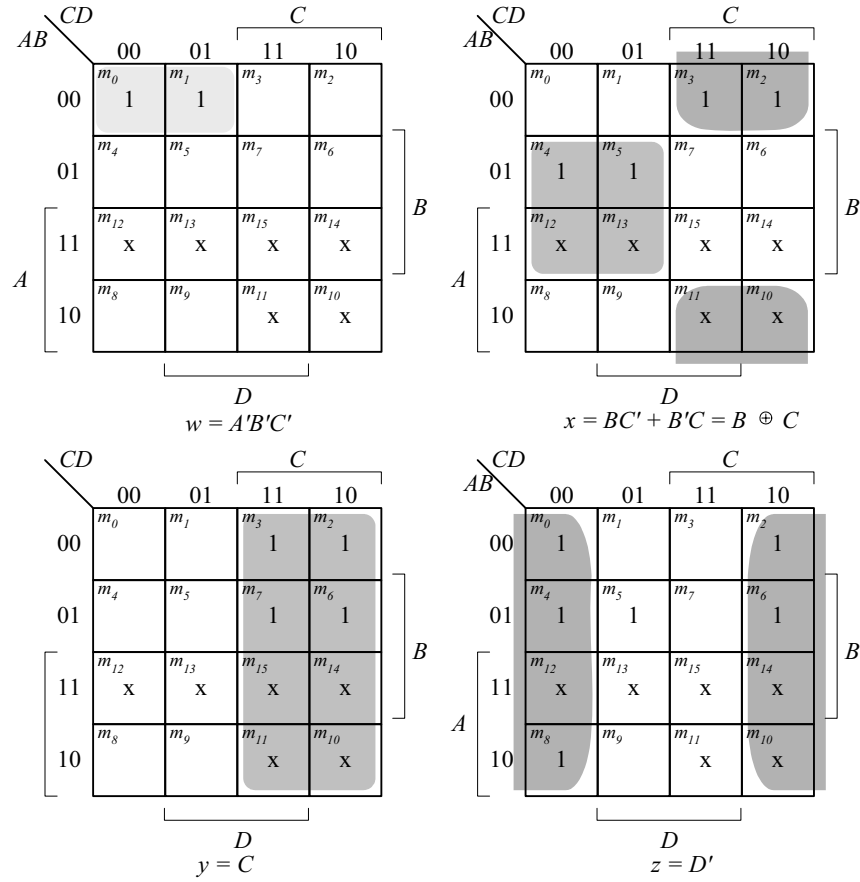 CD C CD C
AB 00 01 11 10 AB 00 01 11 10
m0 m1 m3 m2 m0 m1 m3 m2
00 1 1 00 1 1
m4 m5 m7 m6 m4 m5 m7 m6
01 01 1 1
B B
m12 m13 m15 m14 m12 m13 m15 m14
11 x x x x 11 x x x x
A A
m8 m9 m11 m10 m8 m9 m11 m10
10 x x 10 x x
D D
w = A'B'C' x = BC' + B'C = B ⊕ C
CD C CD C
AB 00 01 11 10 AB 00 01 11 10
m0 m1 m3 m2 m0 m1 m3 m2
00 1 1 00 1 1
m4 m5 m7 m6 m4 m5 m7 m6
01 1 1 01 1 1 1
B B
m12 m13 m15 m14 m12 m13 m15 m14
11 x x x x 11 x x x x
A A
m8 m9 m11 m10 m8 m9 m11 m10
10 x x 10 1 x x
D D
y = C z = D'